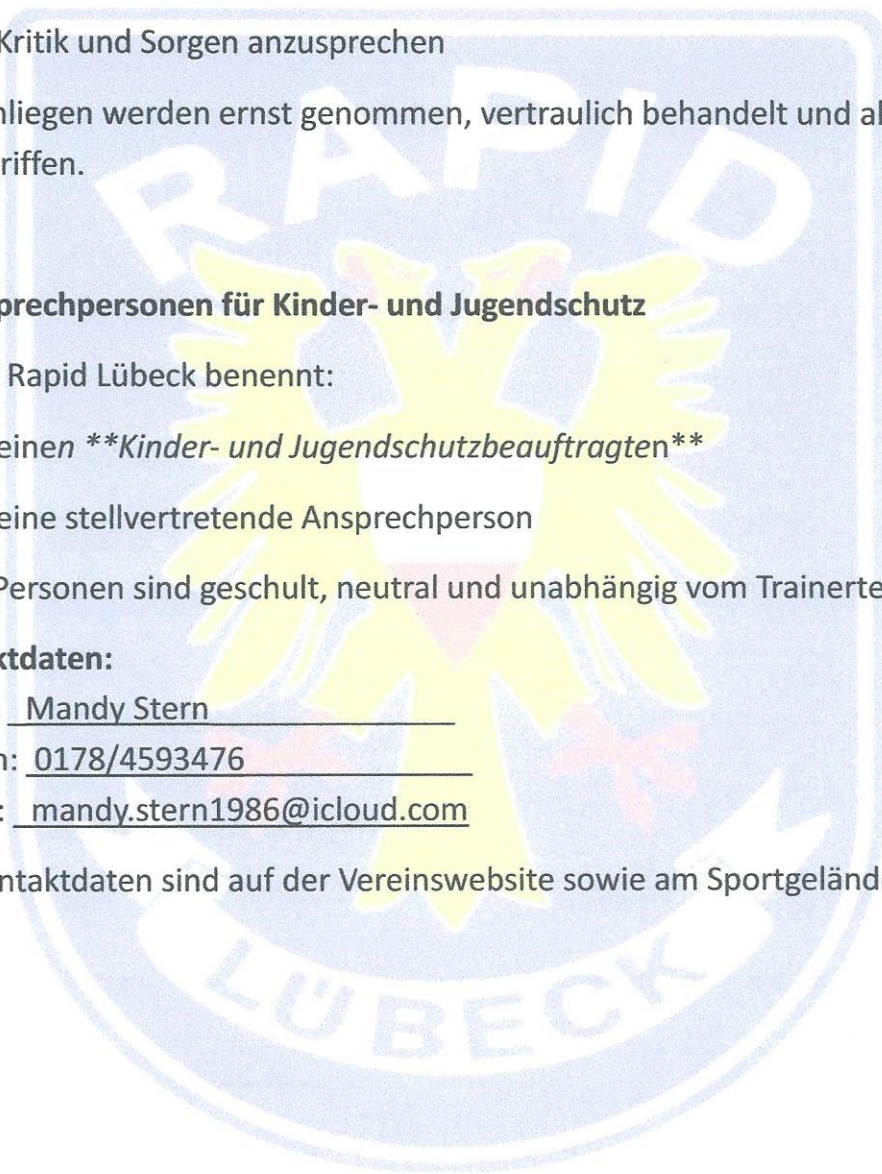 Kritik und Sorgen anzusprechen
nliegen werden ernst genommen, vertraulich behandelt und al
riffen.
RAPID
sprechpersonen für Kinder- und Jugendschutz
Rapid Lübeck benennt:
einen **Kinder- und Jugendschutzbeauftragten**
eine stellvertretende Ansprechperson
Personen sind geschult, neutral und unabhängig vom Trainerte
ktdaten:
Mandy Stern
n: 0178/4593476
: mandy.stern1986@icloud.com
ntaktdaten sind auf der Vereinswebsite sowie am Sportgeländ
LÜBECK